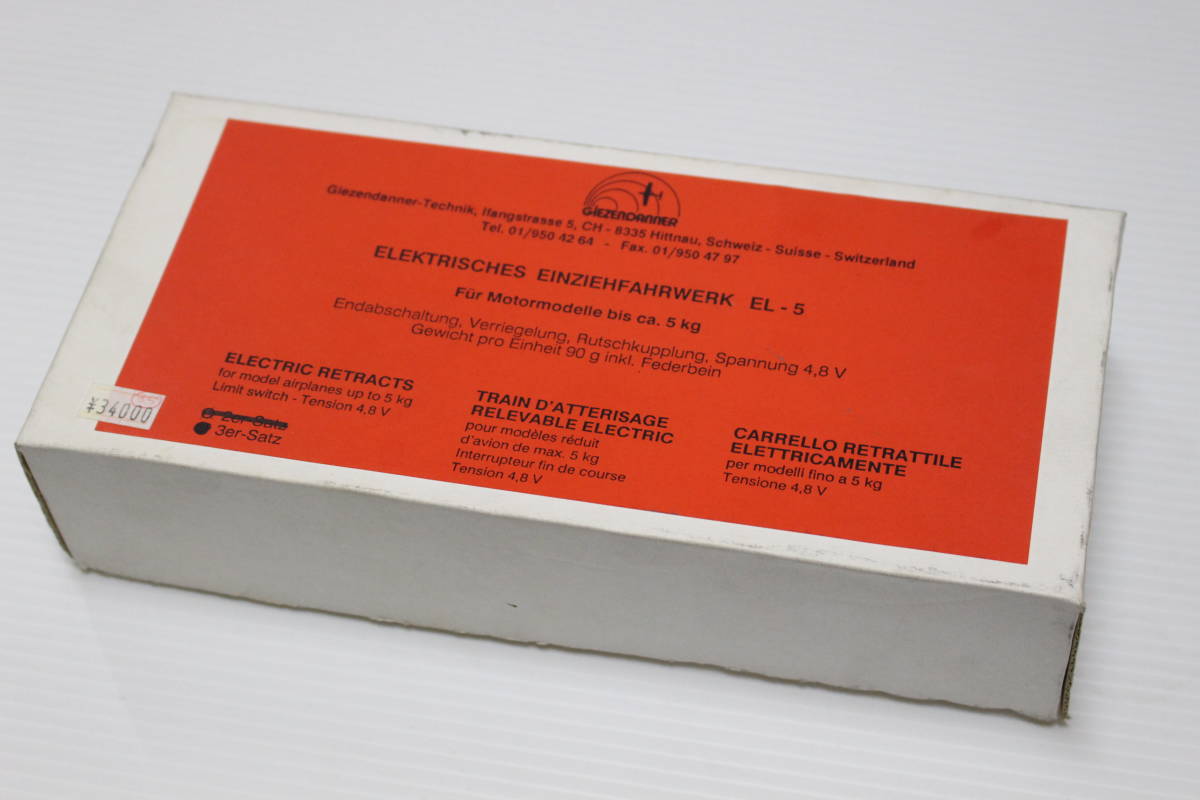 GIEZENDANNER
Giezendanner-Technik, Ifangstrasse 5, CH - 8335 Hittnau, Schweiz - Suisse - Switzerland
Tel. 01/950 42 64 - Fax. 01/950 47 97
ELEKTRISCHES EINZIEHFAHRWERK EL - 5
Für Motormodelle bis ca. 5 kg
Endabschaltung, Verriegelung, Rutschkupplung, Spannung 4,8 V
Gewicht pro Einheit 90 g inkl. Federbein
ELECTRIC RETRACTS
for model airplanes up to 5 kg
Limit switch - Tension 4,8 V
2er-Satz
3er-Satz
¥34000
TRAIN D'ATTERISAGE
RELEVABLE ELECTRIC
pour modèles réduit
d'avion de max. 5 kg
Interrupteur fin de course
Tension 4,8 V
CARRELLO RETRATTILE
ELETTRICAMENTE
per modelli fino a 5 kg
Tensione 4,8 V